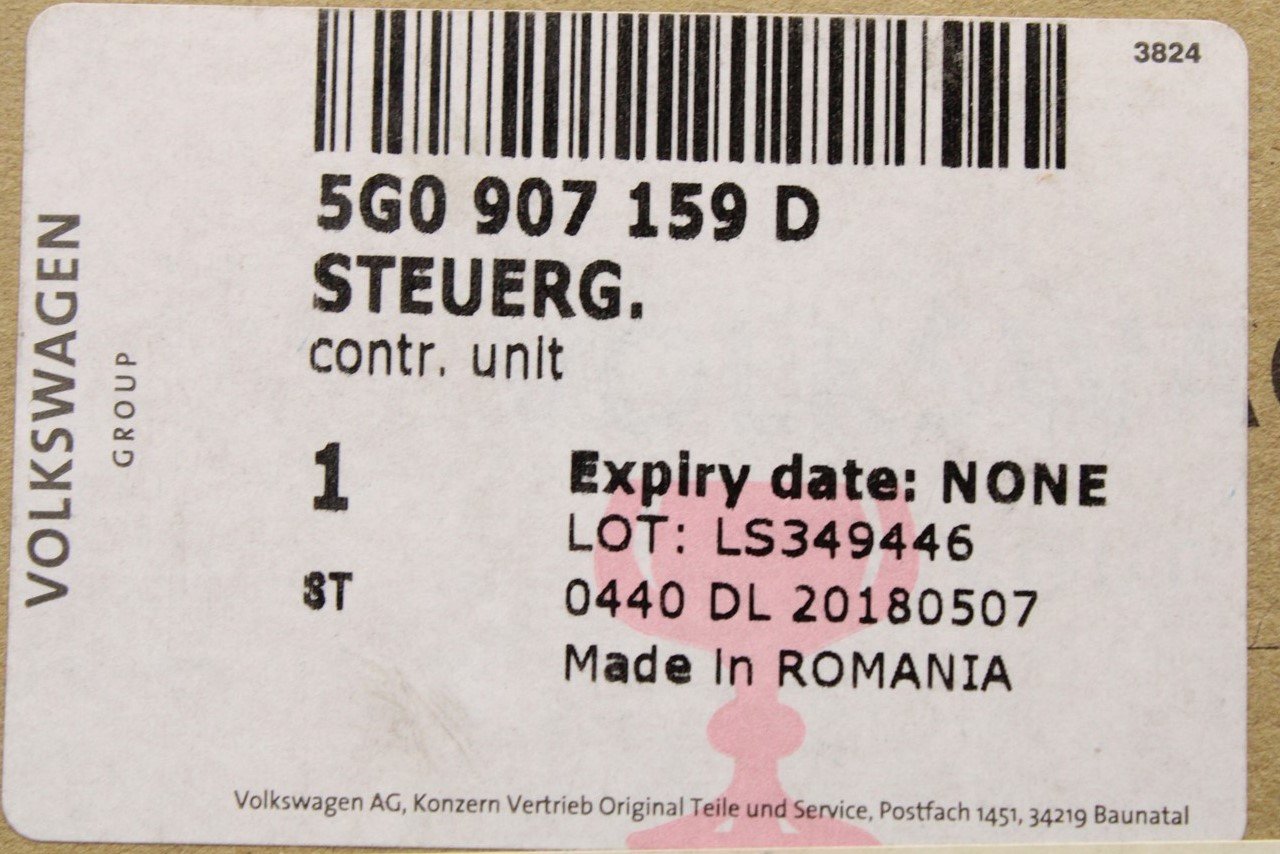 3824
5G0 907 159 D
STEUERG.
contr. unit
1
Expiry date: NONE
LOT: LS349446
ST
0440 DL 20180507
Made in ROMANIA
Volkswagen AG, Konzern Vertrieb Original Teile und Service, Postfach 1451, 34219 Baunatal
VOLKSWAGEN
GROUP